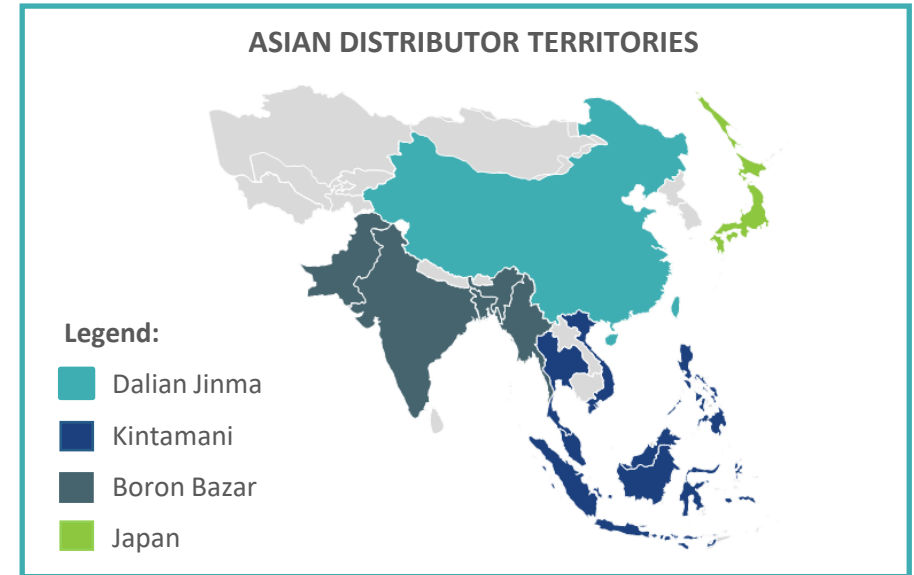 ASIAN DISTRIBUTOR TERRITORIES
Legend:
Dalian Jinma
Kintamani
Boron Bazar
Japan